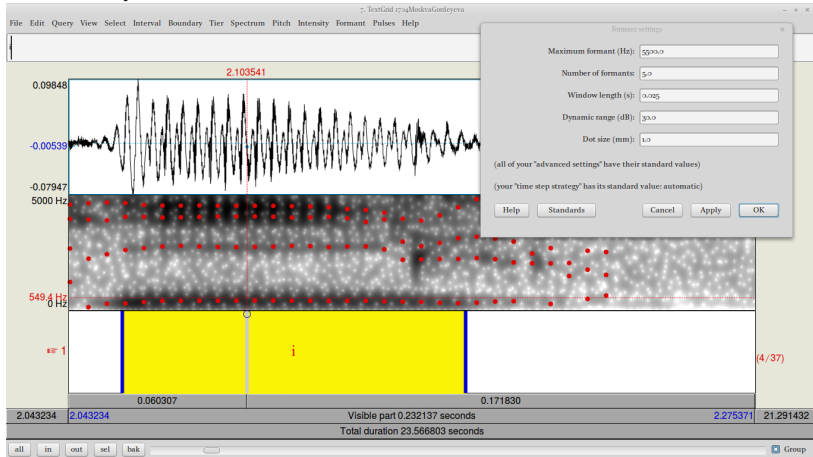 7. TextGrid 1704MoskvaGordeyeva
File Edit Query View Select Interval Boundary Tier Spectrum Pitch Intensity Formant Pulses Help
Formant settings
i
Maximum formant (Hz): 5500.0
Number of formants: 5.0
Window length (s): 0.025
Dynamic range (dB): 30.0
Dot size (mm): 1.0
(all of your "advanced settings" have their standard values)
(your "time step strategy" has its standard value: automatic)
Help Standards Cancel Apply OK
2.103541
0.09848
-0.00539
-0.07947
5000 Hz
549.4 Hz
0 Hz
1
i
(4/37)
0.060307 0.171830
2.043234 2.043234 Visible part 0.232137 seconds 2.275371 21.291432
Total duration 23.566803 seconds
all in out sel bak Group